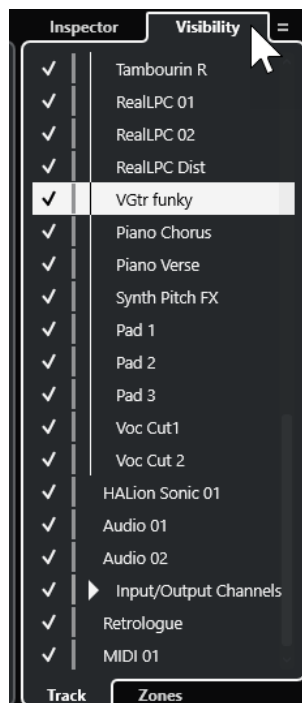 Inspector Visibility
Tambourin R
RealLPC 01
RealLPC 02
RealLPC Dist
VGtr funky
Piano Chorus
Piano Verse
Synth Pitch FX
Pad 1
Pad 2
Pad 3
Voc Cut1
Voc Cut 2
HALion Sonic 01
Audio 01
Audio 02
Input/Output Channels
Retrologue
MIDI 01
Track Zones